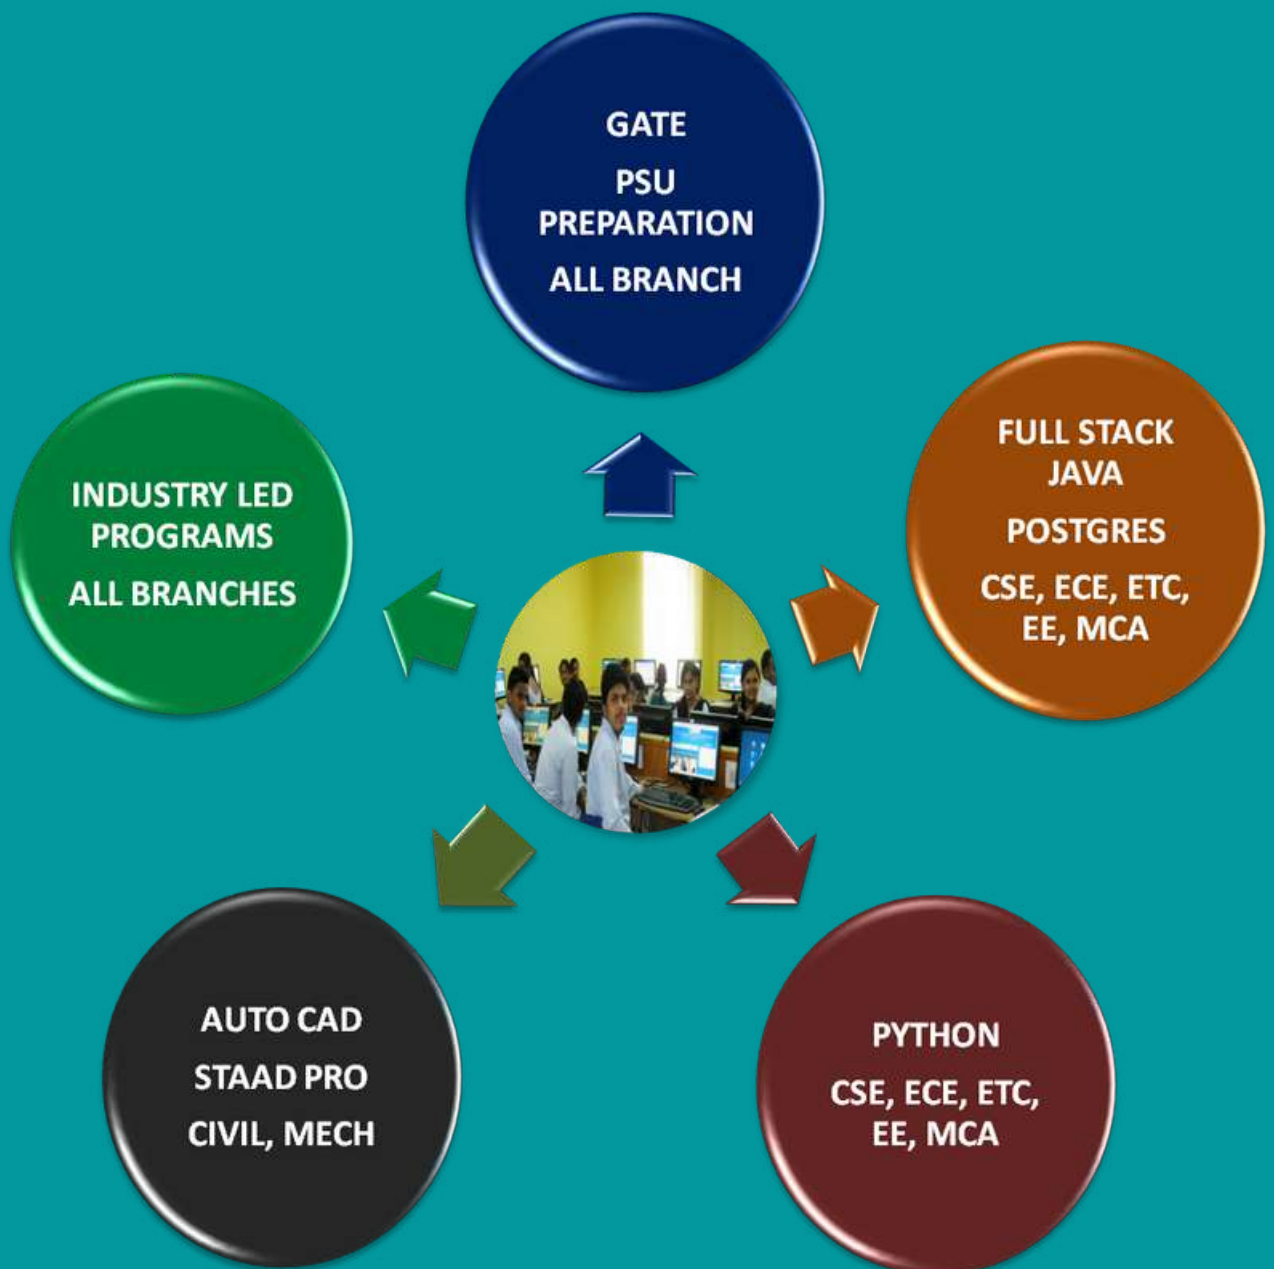 GATE
PSU
PREPARATION
ALL BRANCH
FULL STACK
JAVA
POSTGRES
CSE, ECE, ETC,
EE, MCA
INDUSTRY LED
PROGRAMS
ALL BRANCHES
AUTO CAD
STAAD PRO
CIVIL, MECH
PYTHON
CSE, ECE, ETC,
EE, MCA